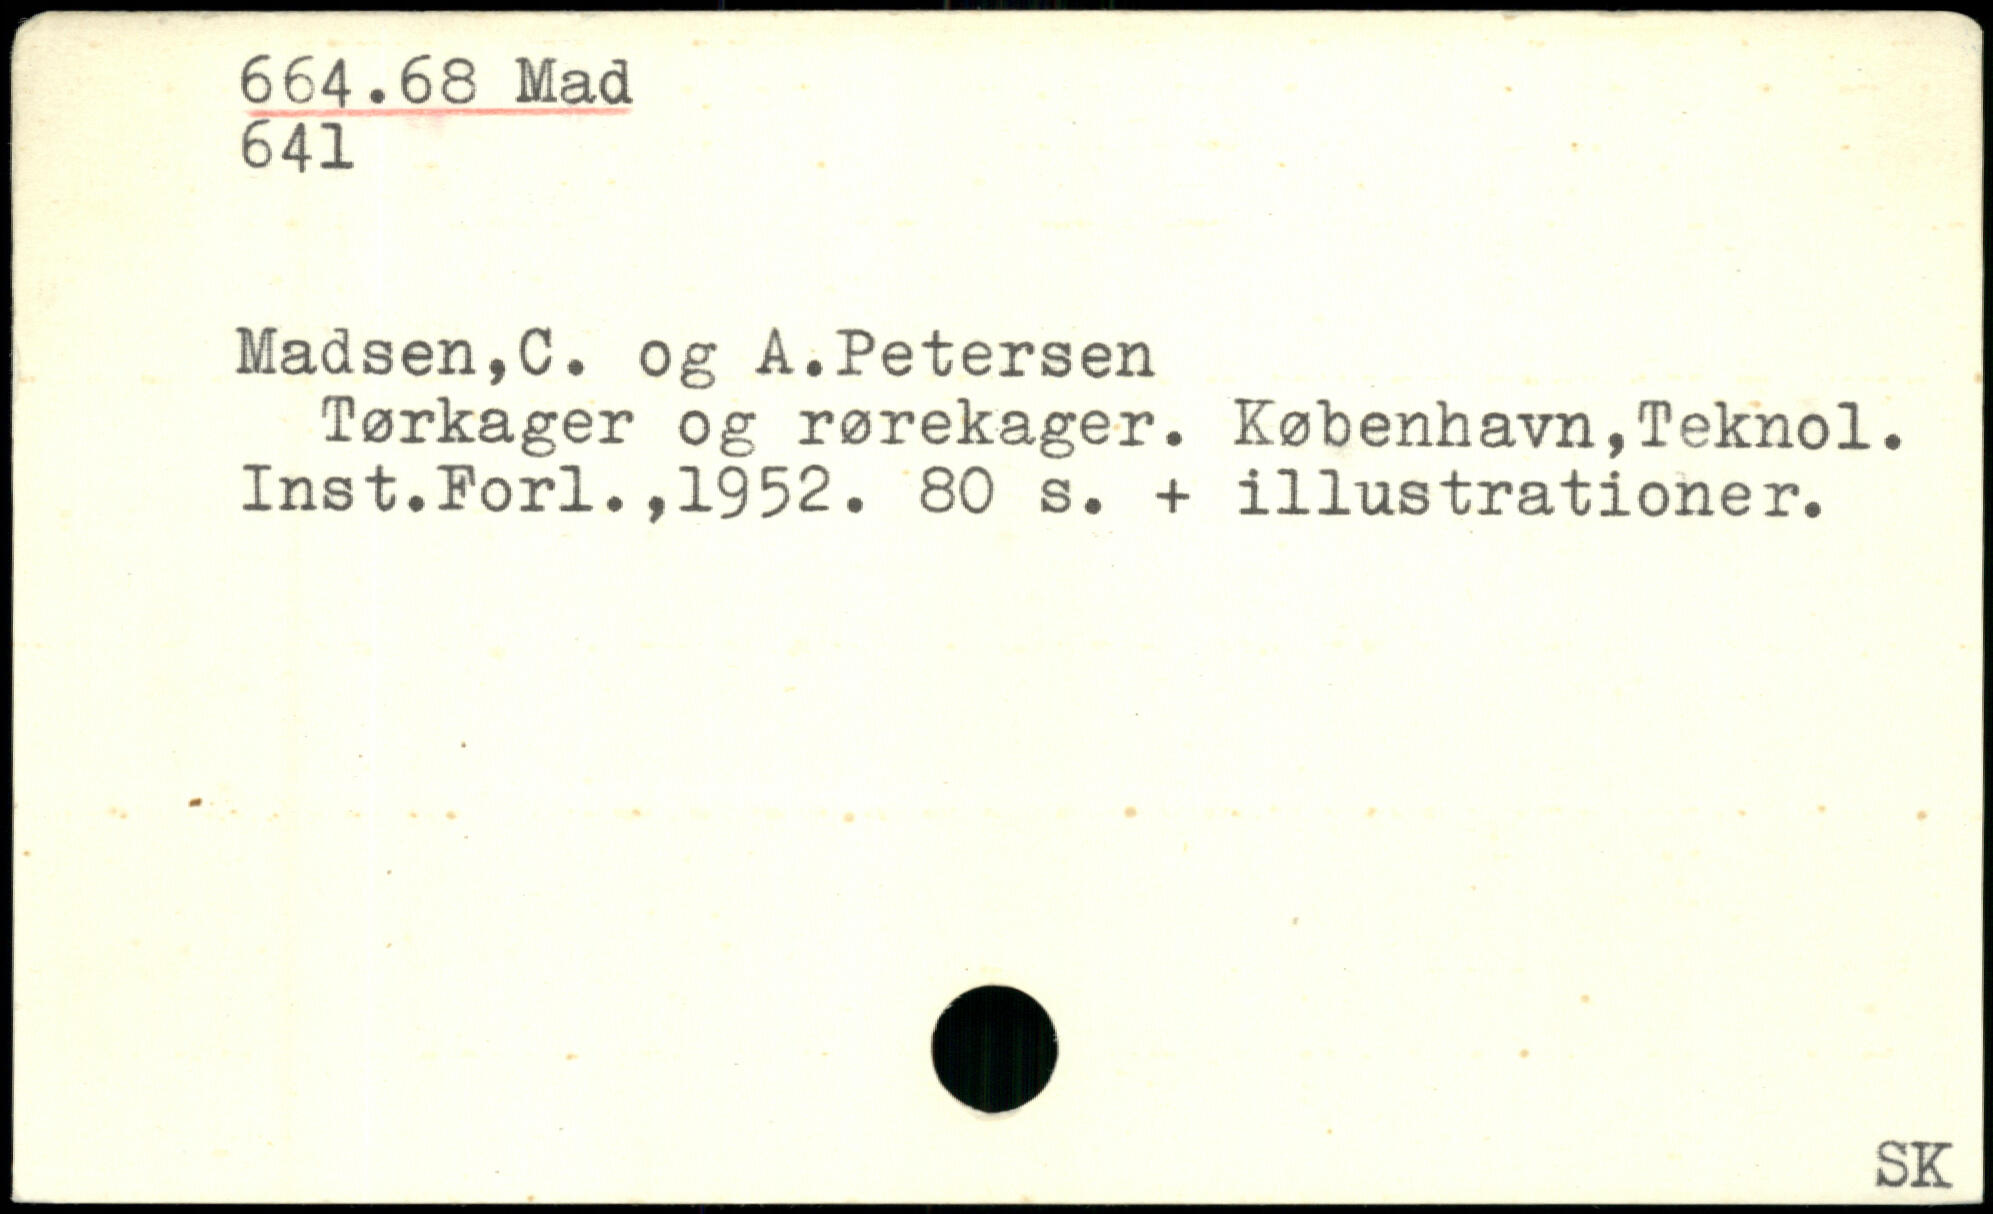 664.68 Mad
641
Madsen,C. og A.Petersen
Tørkager og rørekager. København,Teknol.
Inst.Forl.,1952. 80 s. + illustrationer.
SK